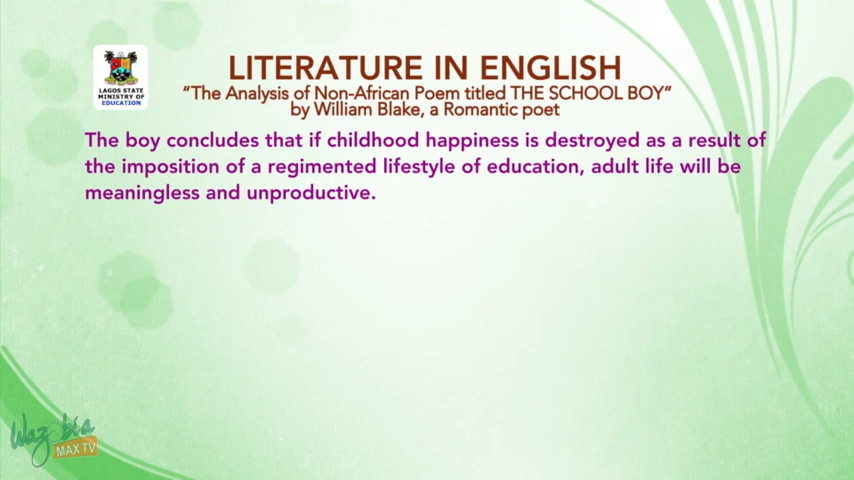 LAGOS STATE
MINISTRY OF
EDUCATION
LITERATURE IN ENGLISH
“The Analysis of Non-African Poem titled THE SCHOOL BOY”
by William Blake, a Romantic poet
The boy concludes that if childhood happiness is destroyed as a result of
the imposition of a regimented lifestyle of education, adult life will be
meaningless and unproductive.
Wazobia
MAX TV